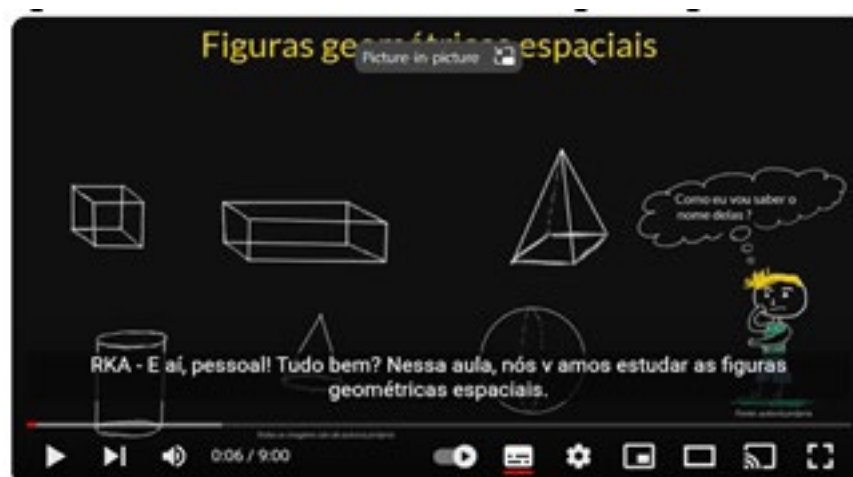 Figuras geométricas espaciais
Picture-in-picture
Como eu vou saber o
nome delas ?
RKA - E aí, pessoal! Tudo bem? Nessa aula, nós v amos estudar as figuras
geométricas espaciais.
0:06 / 9:00